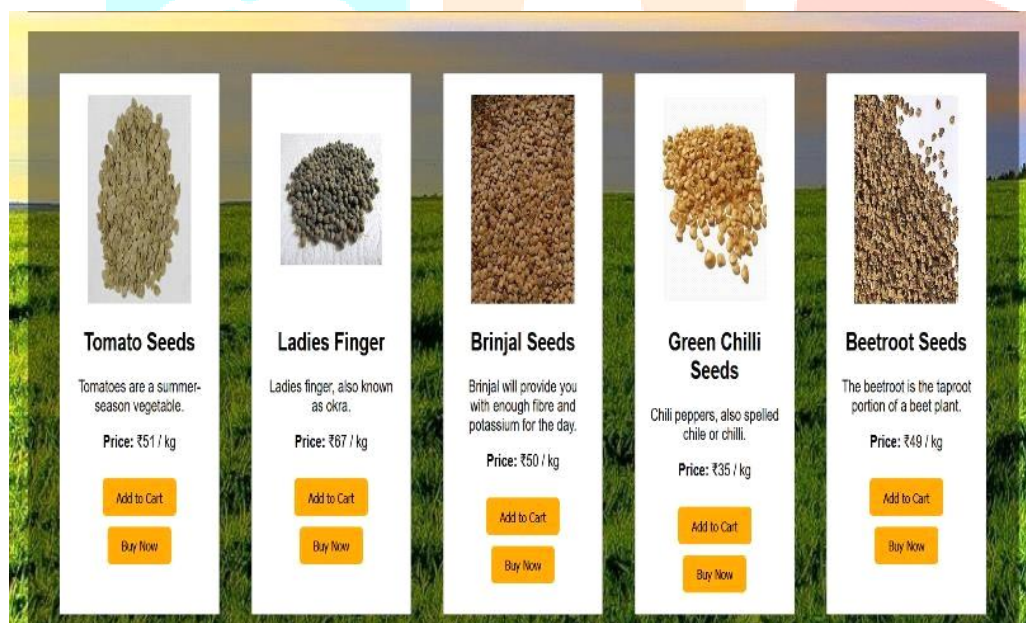 Tomato Seeds
Tomatoes are a summer-
season vegetable.
Price: ₹51 / kg
Add to Cart
Buy Now
Ladies Finger
Ladies finger, also known
as okra.
Price: ₹67 / kg
Add to Cart
Buy Now
Brinjal Seeds
Brinjal will provide you
with enough fibre and
potassium for the day.
Price: ₹50 / kg
Add to Cart
Buy Now
Green Chilli
Seeds
Chili peppers, also spelled
chile or chilli.
Price: ₹35 / kg
Add to Cart
Buy Now
Beetroot Seeds
The beetroot is the taproot
portion of a beet plant.
Price: ₹49 / kg
Add to Cart
Buy Now